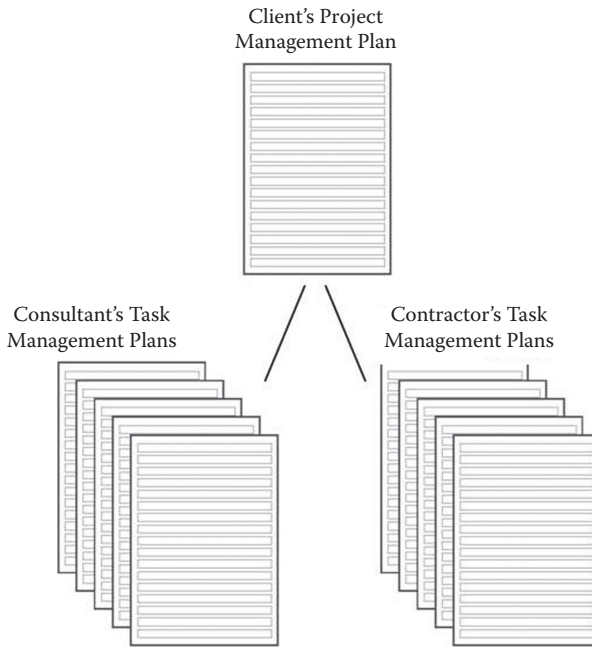 Client’s Project
Management Plan
Consultant’s Task
Management Plans
Contractor’s Task
Management Plans